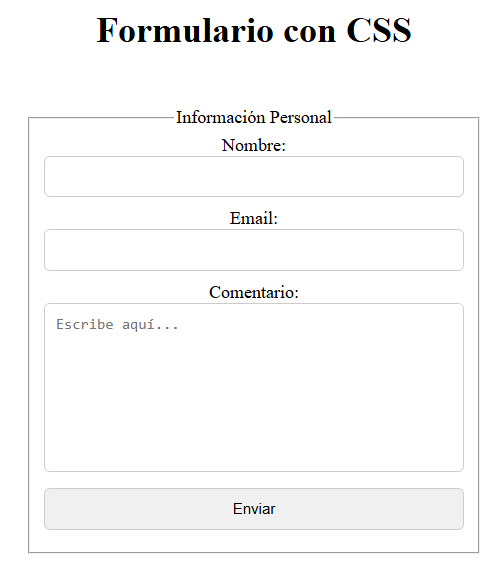 Formulario con CSS
Información Personal
Nombre:
Email:
Comentario:
Escribe aquí...
Enviar